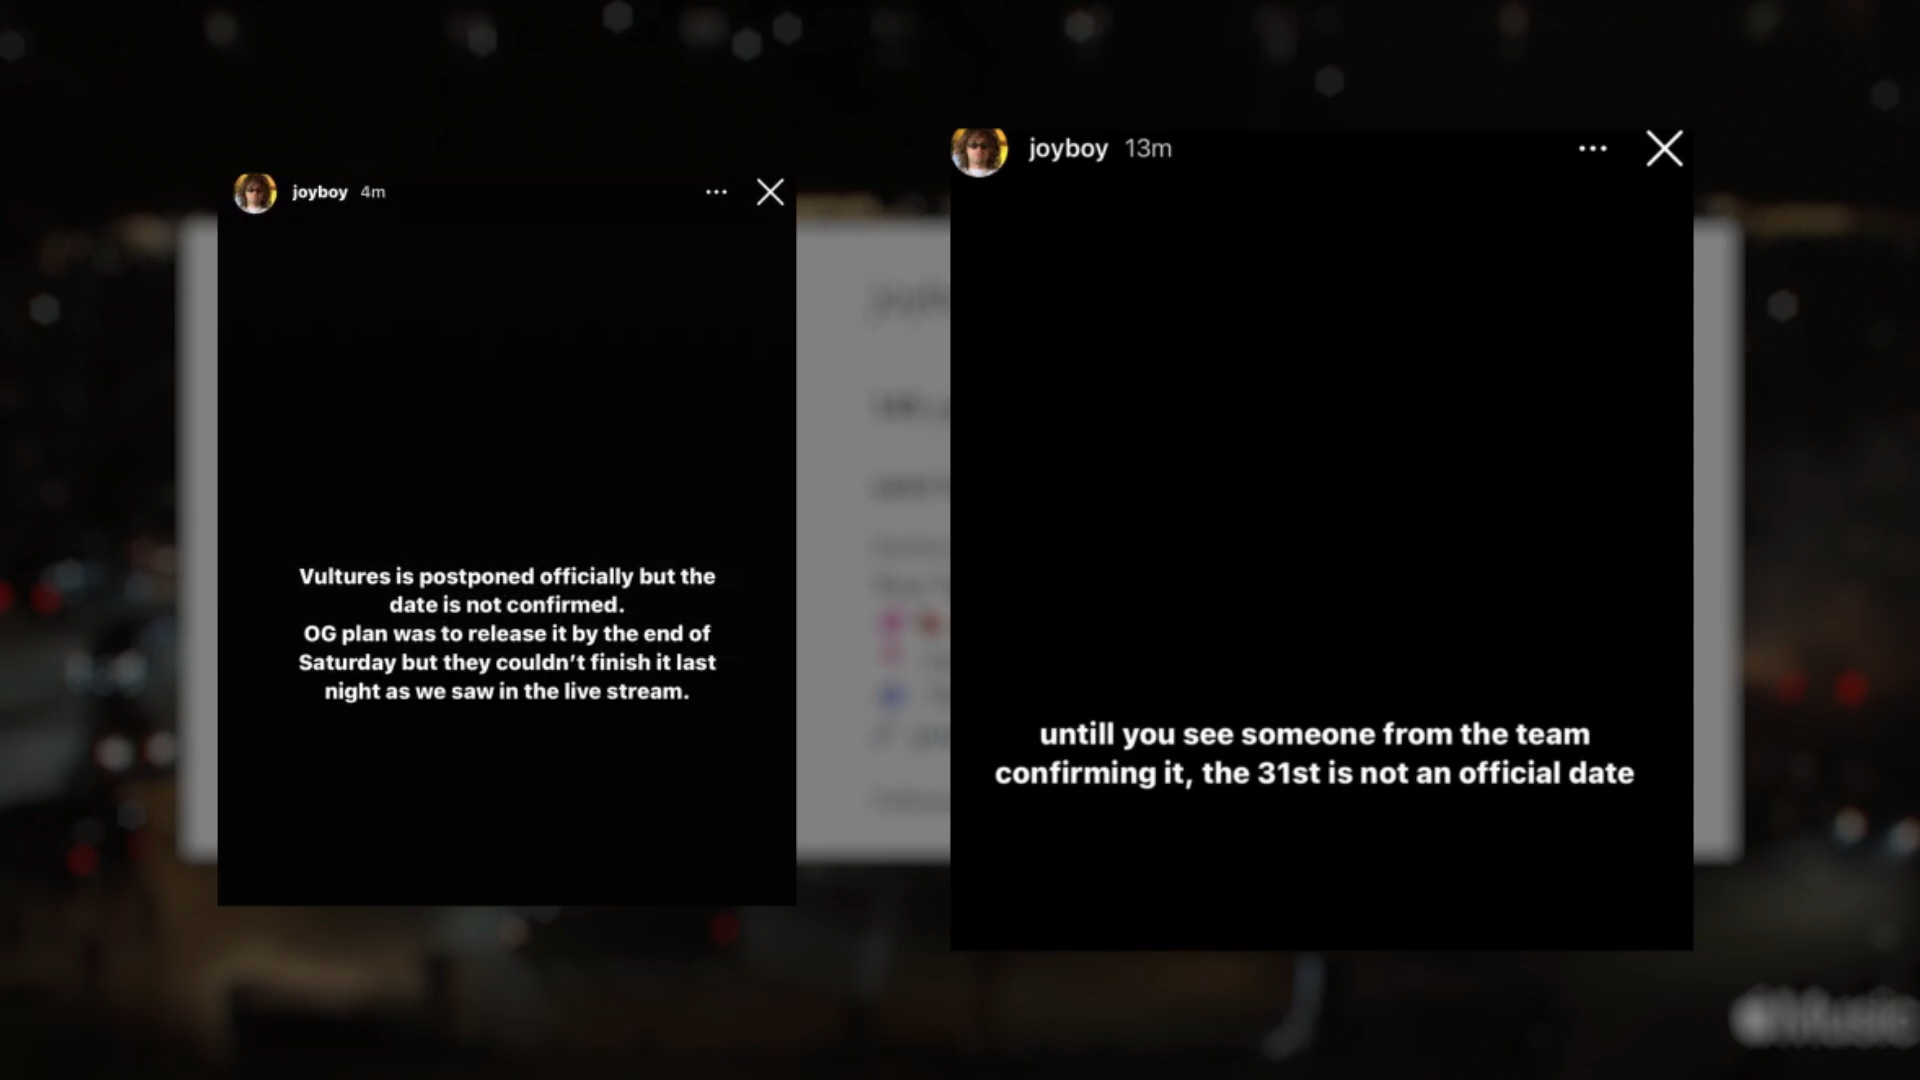 joyboy 4m
Vultures is postponed officially but the
date is not confirmed.
OG plan was to release it by the end of
Saturday but they couldn't finish it last
night as we saw in the live stream.
joyboy 13m
untill you see someone from the team
confirming it, the 31st is not an official date
Music